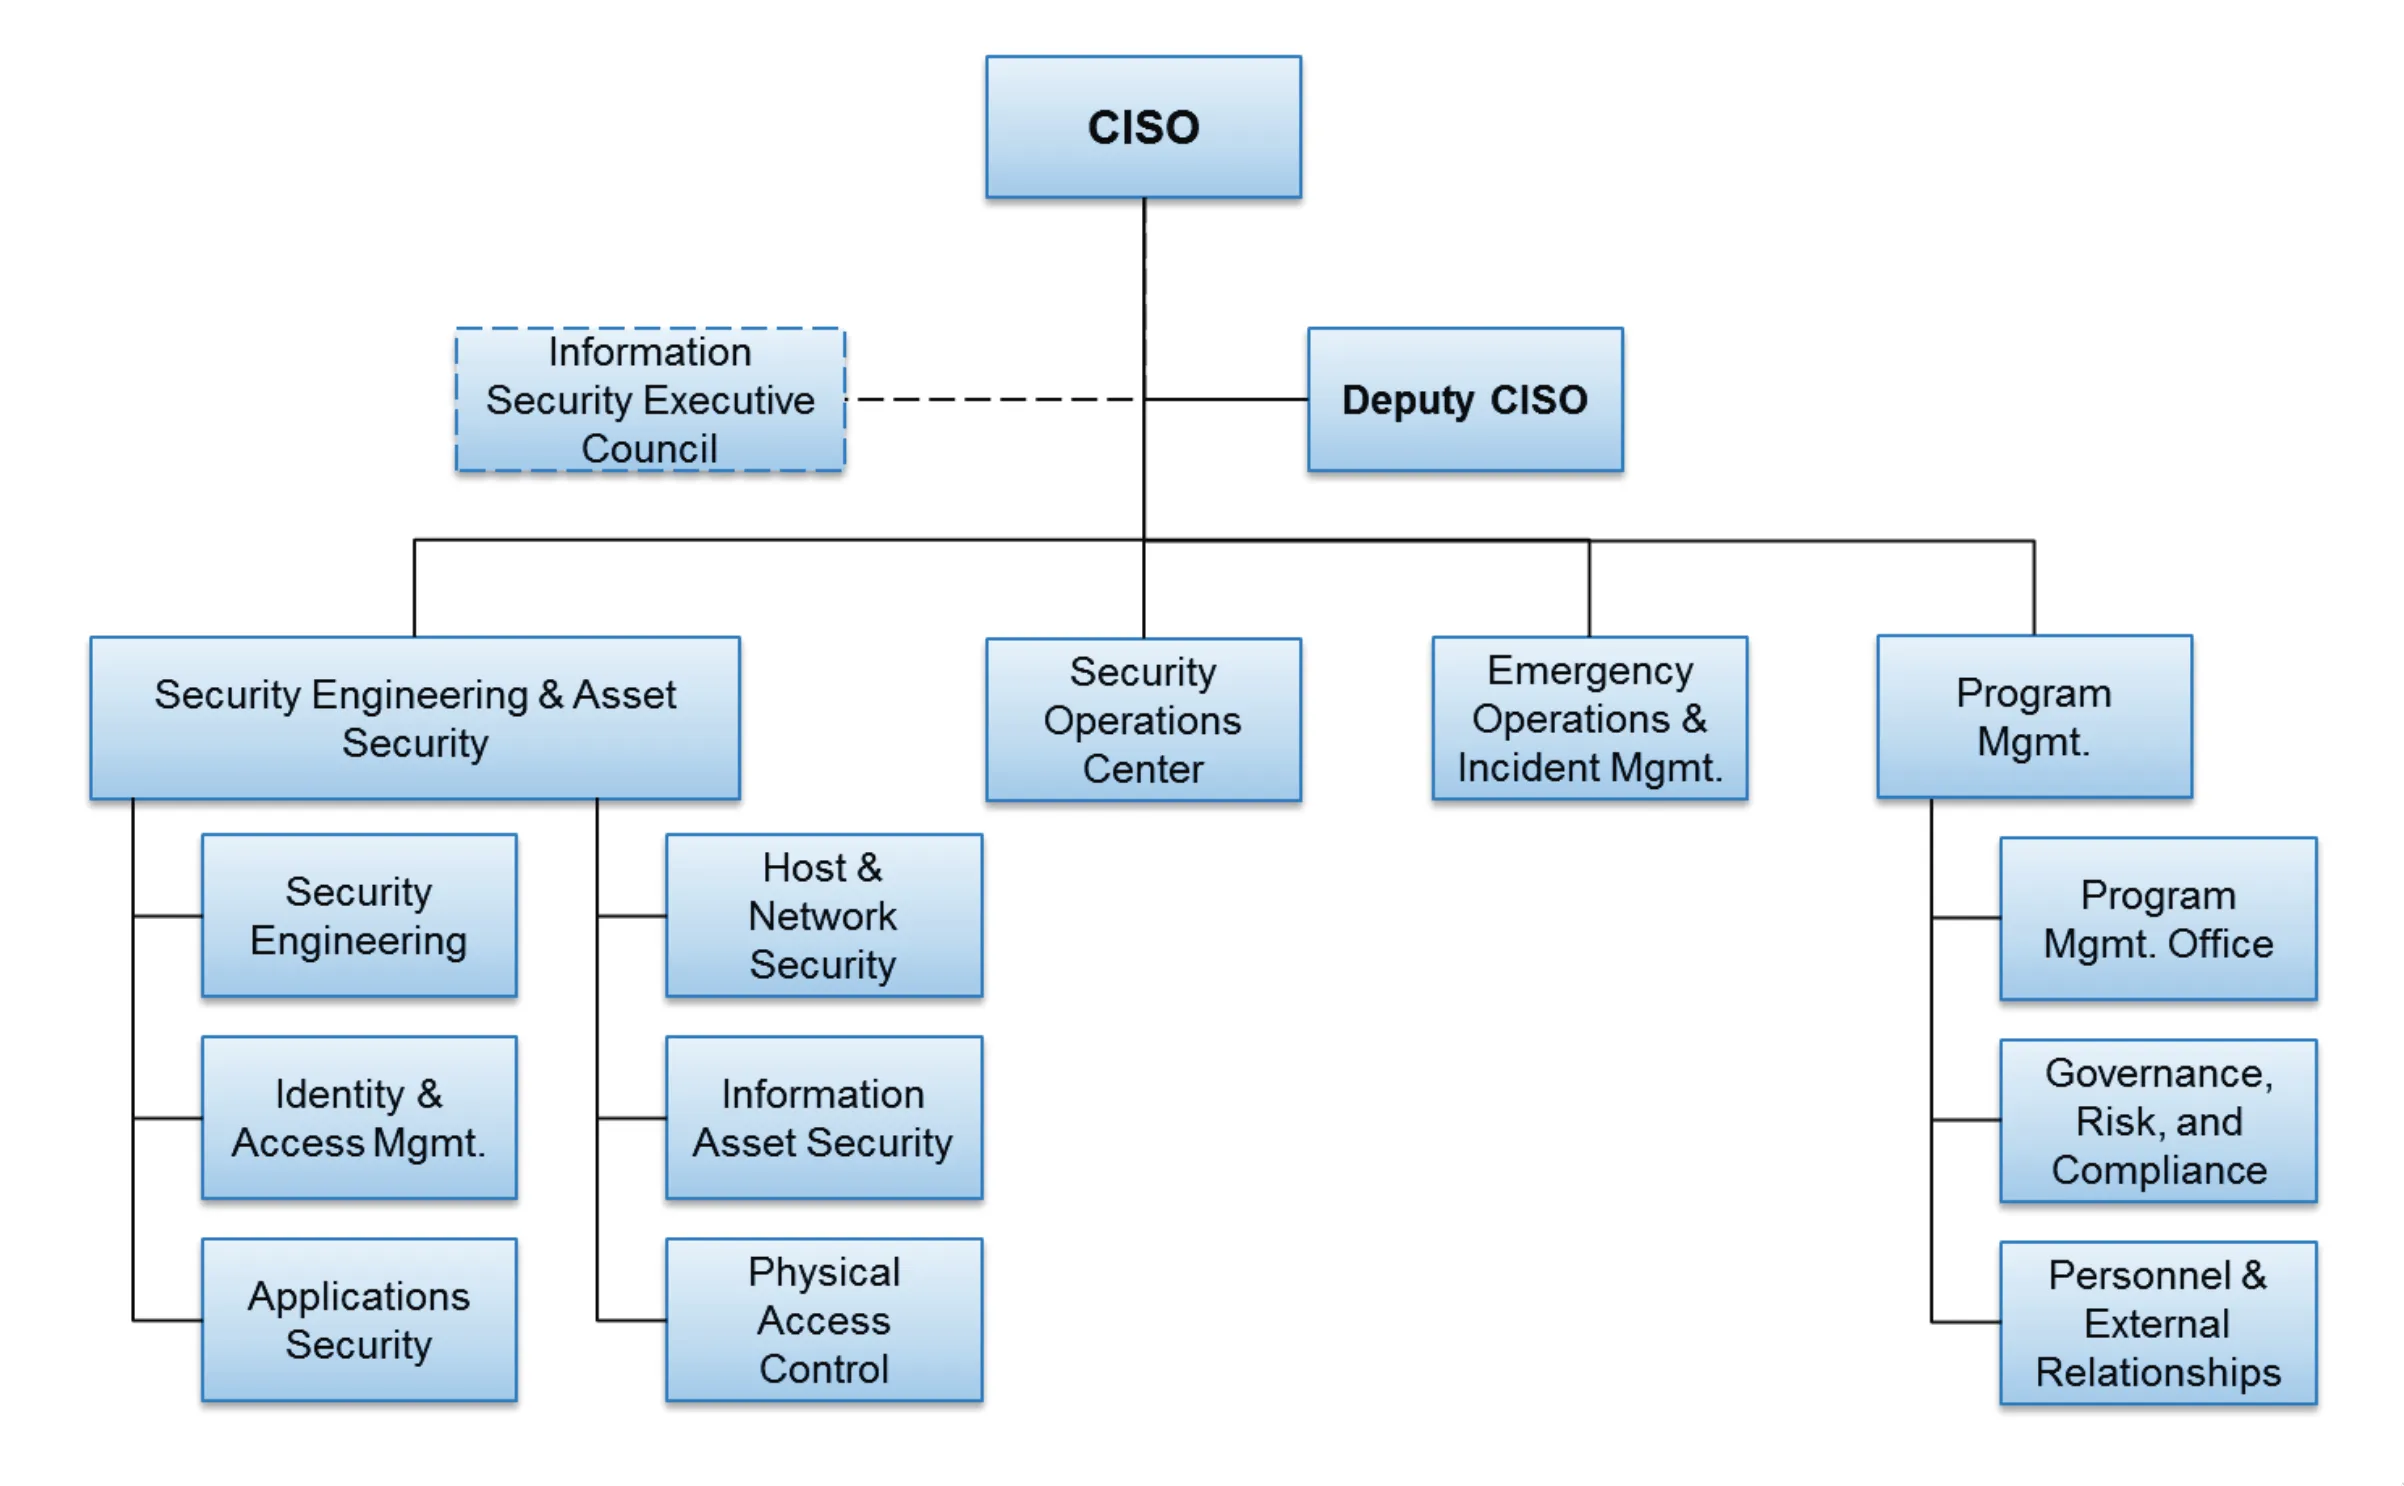 CISO
Information
Security Executive
Council
Deputy CISO
Security Engineering & Asset
Security
Security
Operations
Center
Emergency
Operations &
Incident Mgmt.
Program
Mgmt.
Security
Engineering
Host &
Network
Security
Program
Mgmt. Office
Identity &
Access Mgmt.
Information
Asset Security
Governance,
Risk, and
Compliance
Applications
Security
Physical
Access
Control
Personnel &
External
Relationships